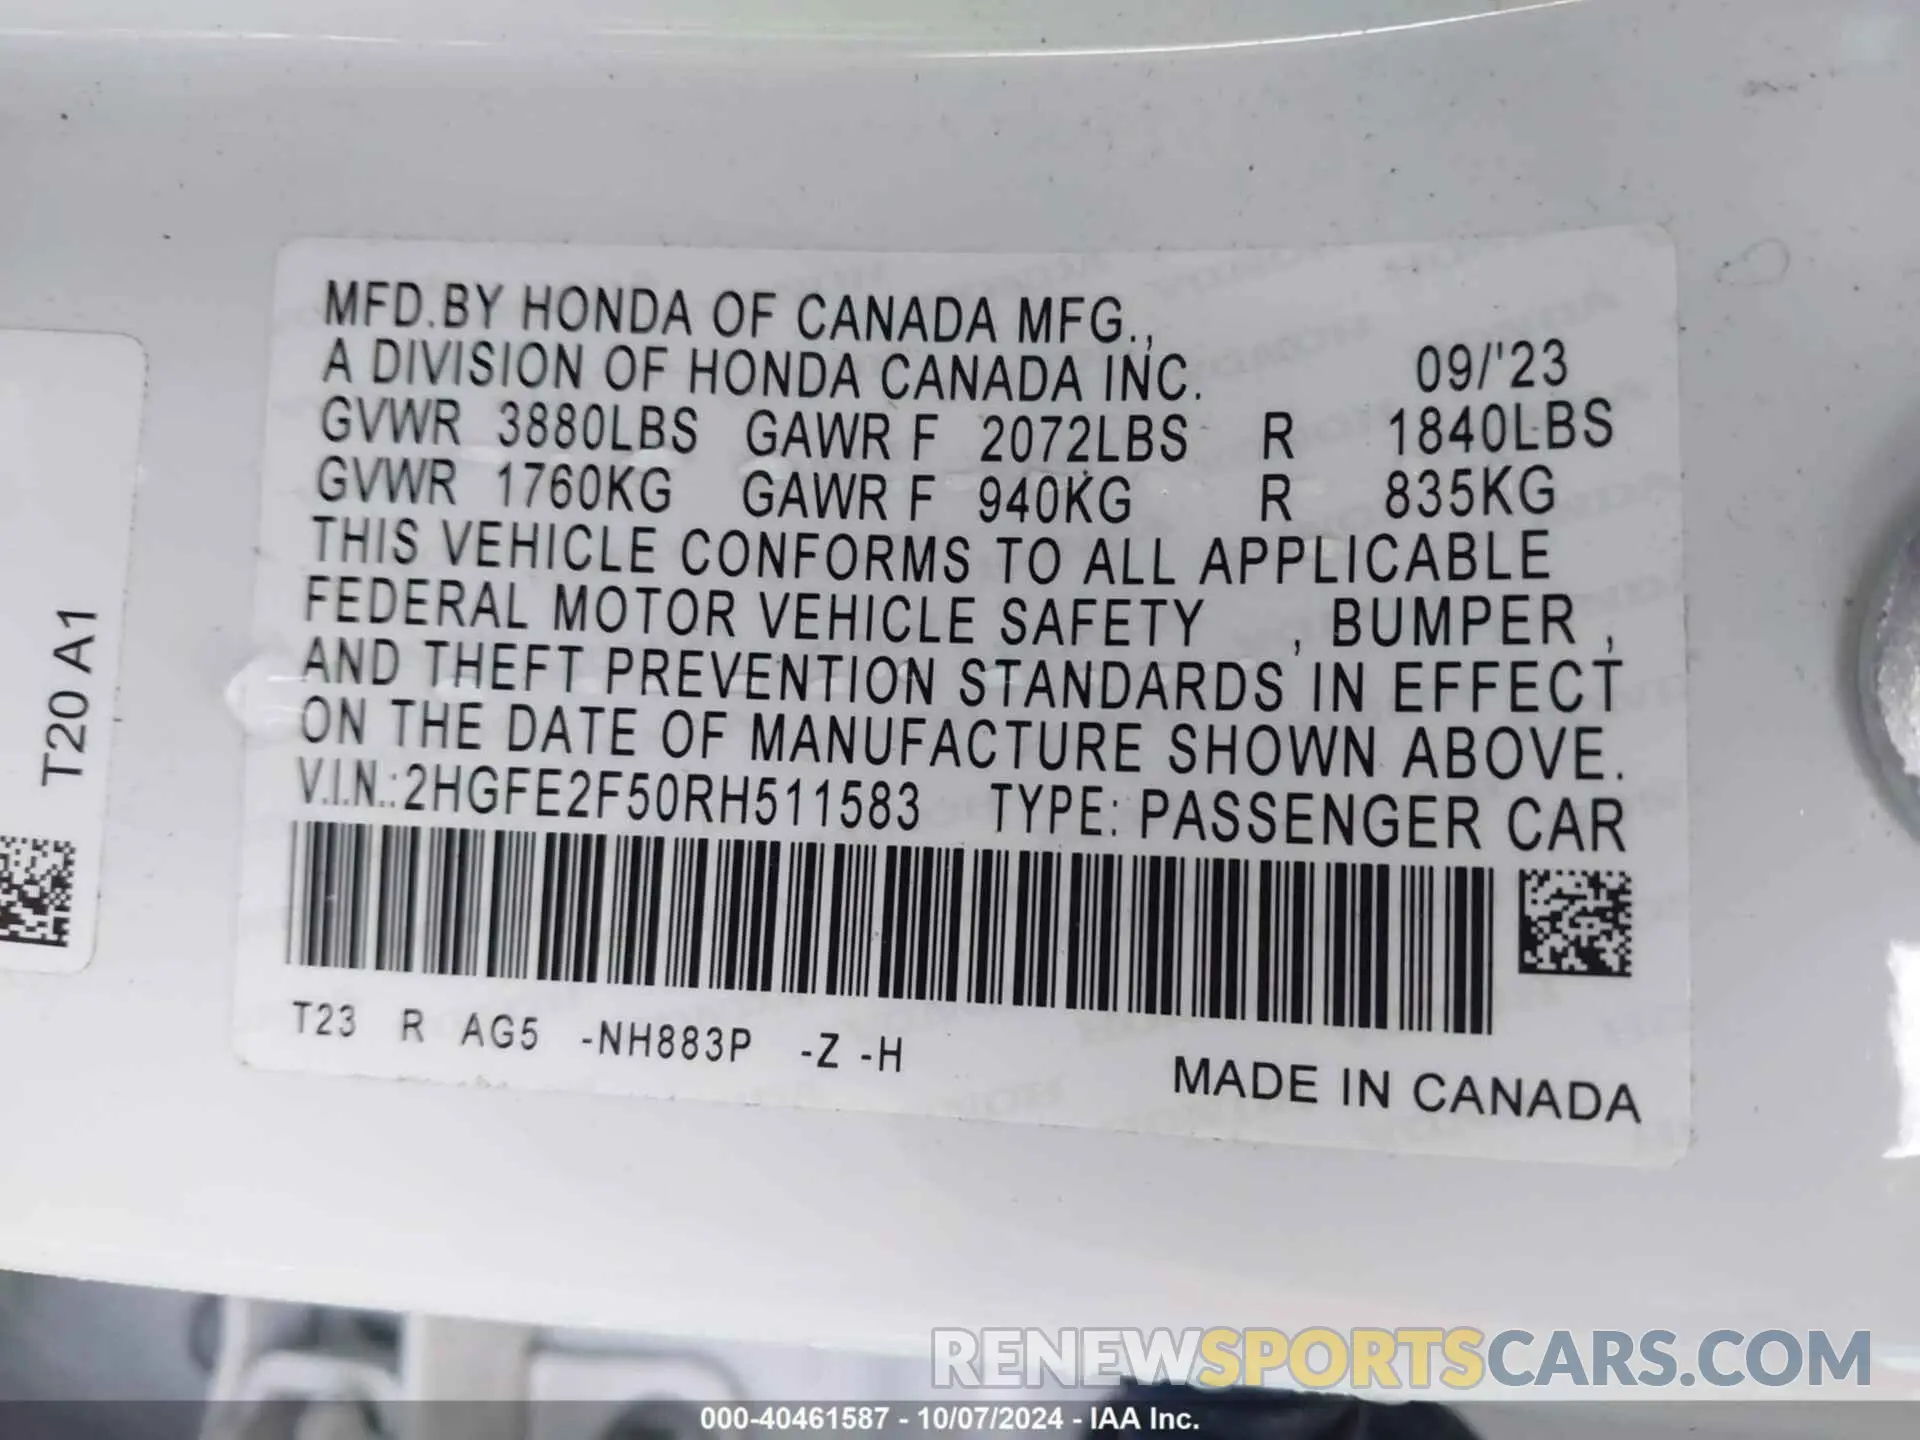 MFD.BY HONDA OF CANADA MFG.,
A DIVISION OF HONDA CANADA INC. 09/'23
GVWR 3880LBS GAWR F 2072LBS R 1840LBS
GVWR 1760KG GAWR F 940KG R 835KG
THIS VEHICLE CONFORMS TO ALL APPLICABLE
FEDERAL MOTOR VEHICLE SAFETY , BUMPER ,
AND THEFT PREVENTION STANDARDS IN EFFECT
ON THE DATE OF MANUFACTURE SHOWN ABOVE.
V.I.N.:2HGFE2F50RH511583 TYPE: PASSENGER CAR
T23 R AG5 -NH883P -Z -H
MADE IN CANADA
T20 A1
RENEWSPORTSCARS.COM
000-40461587 - 10/07/2024 - IAA Inc.